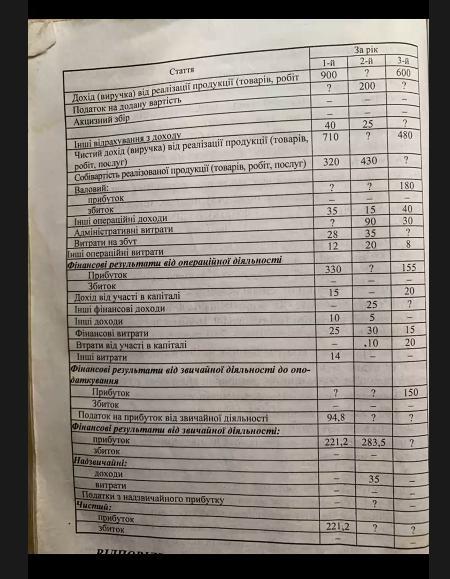 Стаття За рік
1-й 2-й 3-й
Дохід (виручка) від реалізації продукції (товарів, робіт 900 ? 600
Податок на додану вартість ? 200 ?
Акцизний збір – – –
– – –
Інші відрахування з доходу 40 25 ?
Чистий дохід (виручка) від реалізації продукції (товарів, робіт, послуг) 710 ? 480
Собівартість реалізованої продукції (товарів, робіт, послуг) 320 430 ?
Валовий:
прибуток ? ? 180
збиток – – –
Інші операційні доходи 35 15 40
Адміністративні витрати ? 90 30
Витрати на збут 28 35 ?
Інші операційні витрати 12 20 8
Фінансові результати від операційної діяльності
Прибуток 330 ? 155
Збиток – – –
Дохід від участі в капіталі 15 – 20
Інші фінансові доходи – 25 ?
Інші доходи 10 5 –
Фінансові витрати 25 30 15
Втрати від участі в капіталі – 10 20
Інші витрати 14 – –
Фінансові результати від звичайної діяльності до опо-
даткування
Прибуток ? ? 150
Збиток – – –
Податок на прибуток від звичайної діяльності 94,8 ? ?
Фінансові результати від звичайної діяльності:
прибуток 221,2 283,5 ?
збиток – – –
Надзвичайні:
доходи – 35 –
витрати – – –
Податки з надзвичайного прибутку – ? –
Чистий:
прибуток 221,2 ? ?
збиток – – –